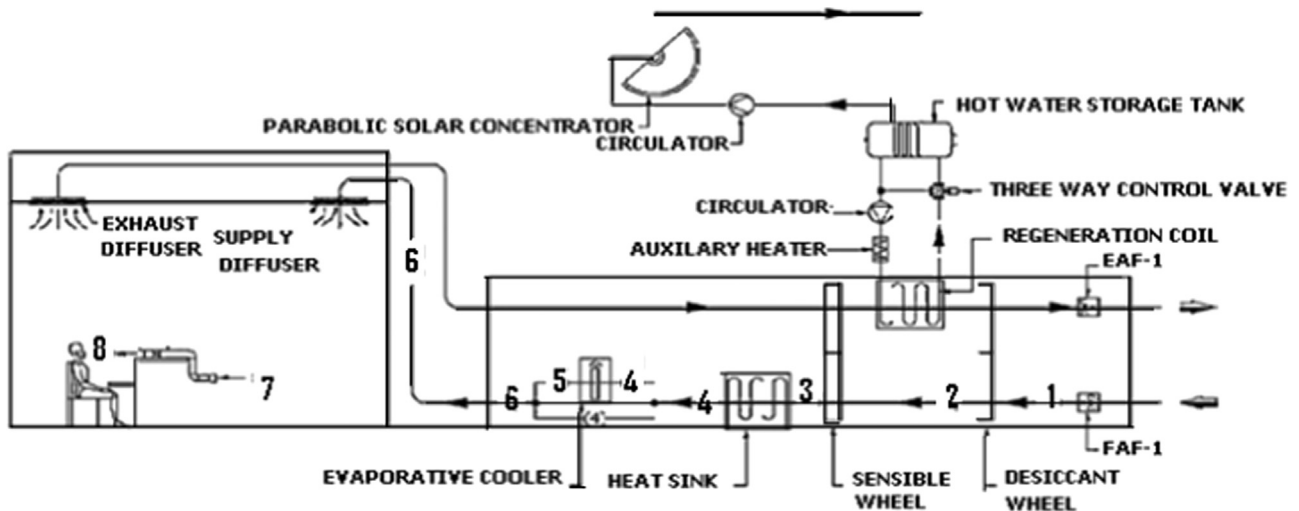 HOT WATER STORAGE TANK
PARABOLIC SOLAR CONCENTRATOR
CIRCULATOR
THREE WAY CONTROL VALVE
CIRCULATOR
EXHAUST
DIFFUSER
SUPPLY
DIFFUSER
6
AUXILARY HEATER
REGENERATION COIL
EAF-1
8
7
5
4
6
(4)
4
3
2
1
FAF-1
EVAPORATIVE COOLER
HEAT SINK
SENSIBLE
WHEEL
DESICCANT
WHEEL